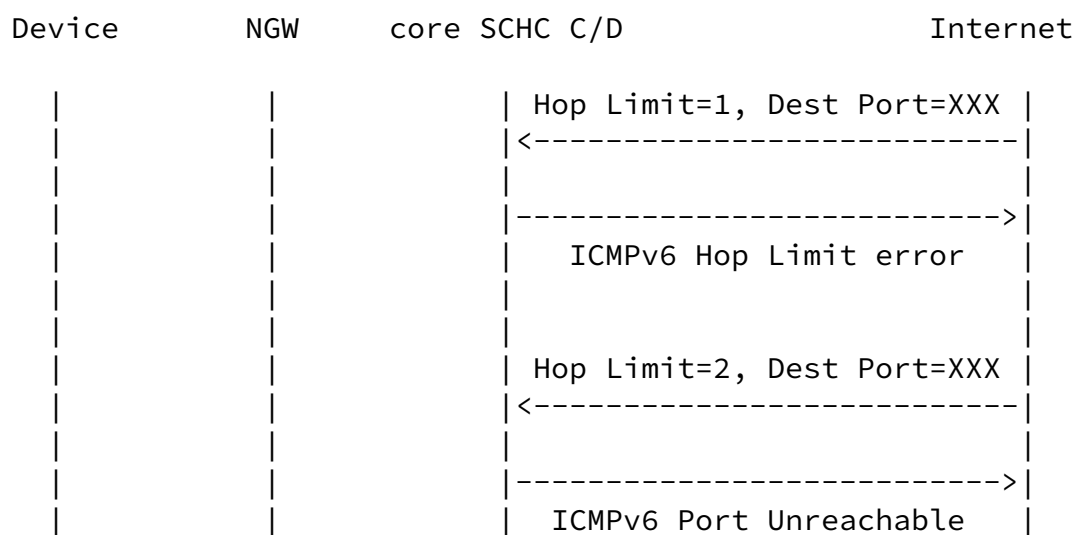 Device NGW core SCHC C/D Internet
Hop Limit=1, Dest Port=XXX
ICMPv6 Hop Limit error
Hop Limit=2, Dest Port=XXX
ICMPv6 Port Unreachable